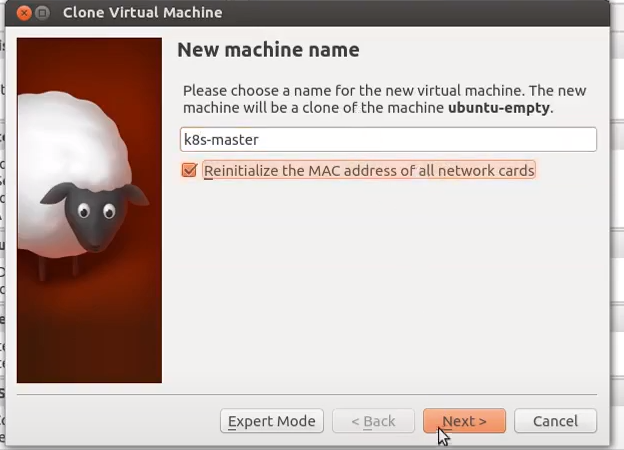 Clone Virtual Machine
New machine name
Please choose a name for the new virtual machine. The new
machine will be a clone of the machine ubuntu-empty.
k8s-master
Reinitialize the MAC address of all network cards
Expert Mode
< Back
Next >
Cancel